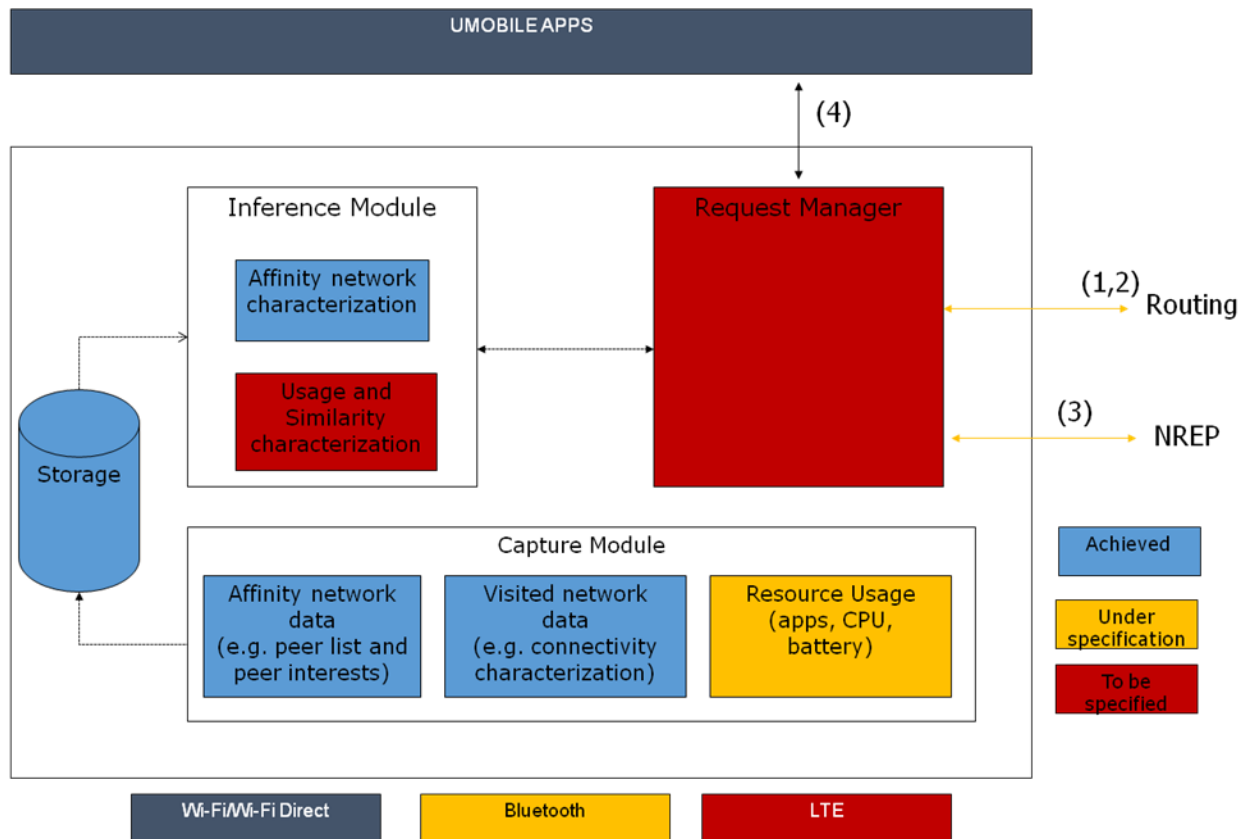 UMOBILE APPS
(4)
Inference Module
Request Manager
Affinity network
characterization
(1,2)
Routing
Usage and
Similarity
characterization
(3)
NREP
Storage
Capture Module
Achieved
Affinity network
data
(e.g. peer list and
peer interests)
Visited network
data
(e.g. connectivity
characterization)
Resource Usage
(apps, CPU,
battery)
Under
specification
To be
specified
Wi-Fi/Wi-Fi Direct
Bluetooth
LTE